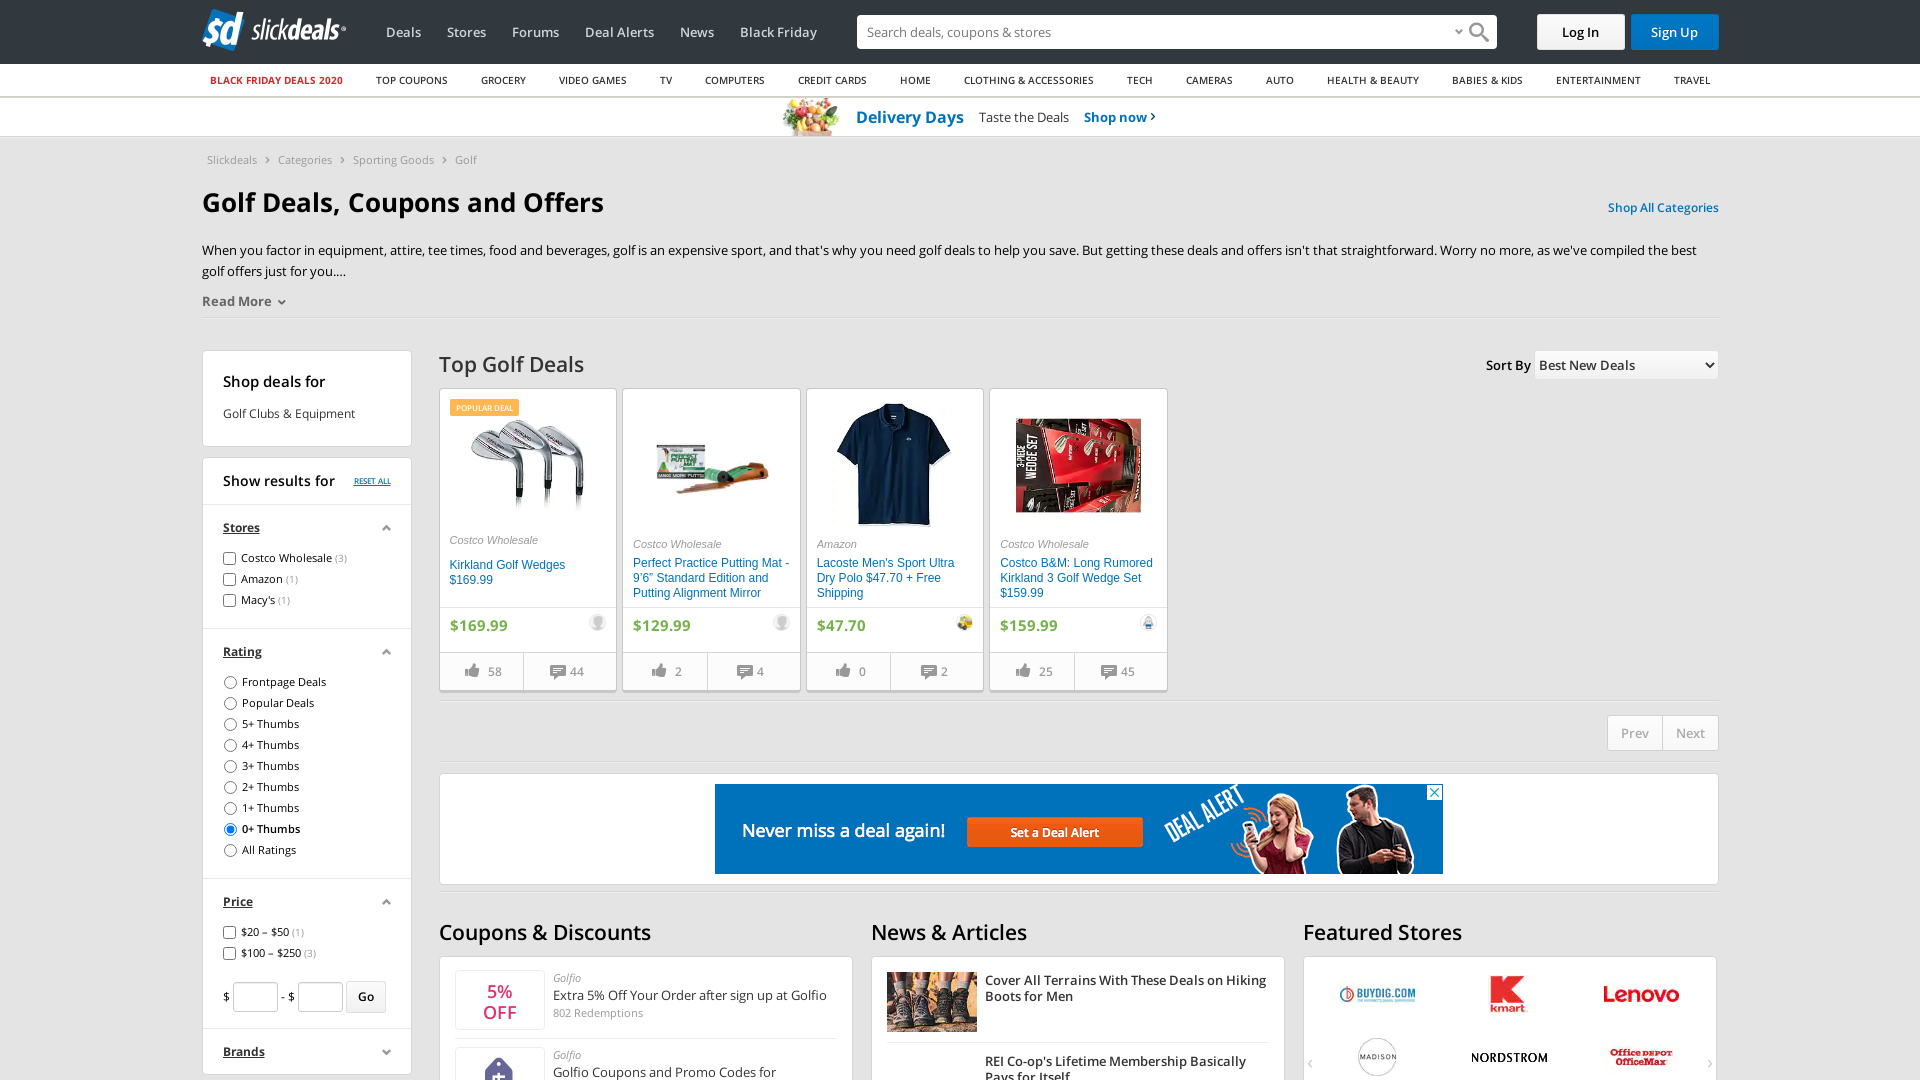 slickdeals
Deals
Stores
Forums
Deal Alerts
News
Black Friday
Search deals, coupons & stores
Log In
Sign Up
BLACK FRIDAY DEALS 2020
TOP COUPONS
GROCERY
VIDEO GAMES
TV
COMPUTERS
CREDIT CARDS
HOME
CLOTHING & ACCESSORIES
TECH
CAMERAS
AUTO
HEALTH & BEAUTY
BABIES & KIDS
ENTERTAINMENT
TRAVEL
Delivery Days Taste the Deals Shop now
Slickdeals > Categories > Sporting Goods > Golf
Golf Deals, Coupons and Offers
Shop All Categories
When you factor in equipment, attire, tee times, food and beverages, golf is an expensive sport, and that's why you need golf deals to help you save. But getting these deals and offers isn't that straightforward. Worry no more, as we've compiled the best
golf offers just for you.…
Read More
Shop deals for
Golf Clubs & Equipment
Show results for
RESET ALL
Stores
Costco Wholesale (3)
Amazon (1)
Macy's (1)
Rating
Frontpage Deals
Popular Deals
5+ Thumbs
4+ Thumbs
3+ Thumbs
2+ Thumbs
1+ Thumbs
0+ Thumbs
All Ratings
Price
$20 – $50 (1)
$100 – $250 (3)
$ - $ Go
Brands
Top Golf Deals
Sort By Best New Deals
POPULAR DEAL
Costco Wholesale
Kirkland Golf Wedges
$169.99
$169.99
58
44
PERFECT
PUTTING MAT
MAKE MORE PUTTS
Costco Wholesale
Perfect Practice Putting Mat -
9'6" Standard Edition and
Putting Alignment Mirror
$129.99
2
4
Amazon
Lacoste Men's Sport Ultra
Dry Polo $47.70 + Free
Shipping
$47.70
0
2
3-PIECE
WEDGE SET
Costco Wholesale
Costco B&M: Long Rumored
Kirkland 3 Golf Wedge Set
$159.99
$159.99
25
45
Prev
Next
Never miss a deal again!
Set a Deal Alert
DEAL ALERT
Coupons & Discounts
5%
OFF
Golfio
Extra 5% Off Your Order after sign up at Golfio
802 Redemptions
Golfio
Golfio Coupons and Promo Codes for
News & Articles
Cover All Terrains With These Deals on Hiking
Boots for Men
REI Co-op's Lifetime Membership Basically
Pays for Itself
Featured Stores
BUYDIG.COM
kmart
Lenovo
MADISON
NORDSTROM
Office DEPOT
OfficeMax